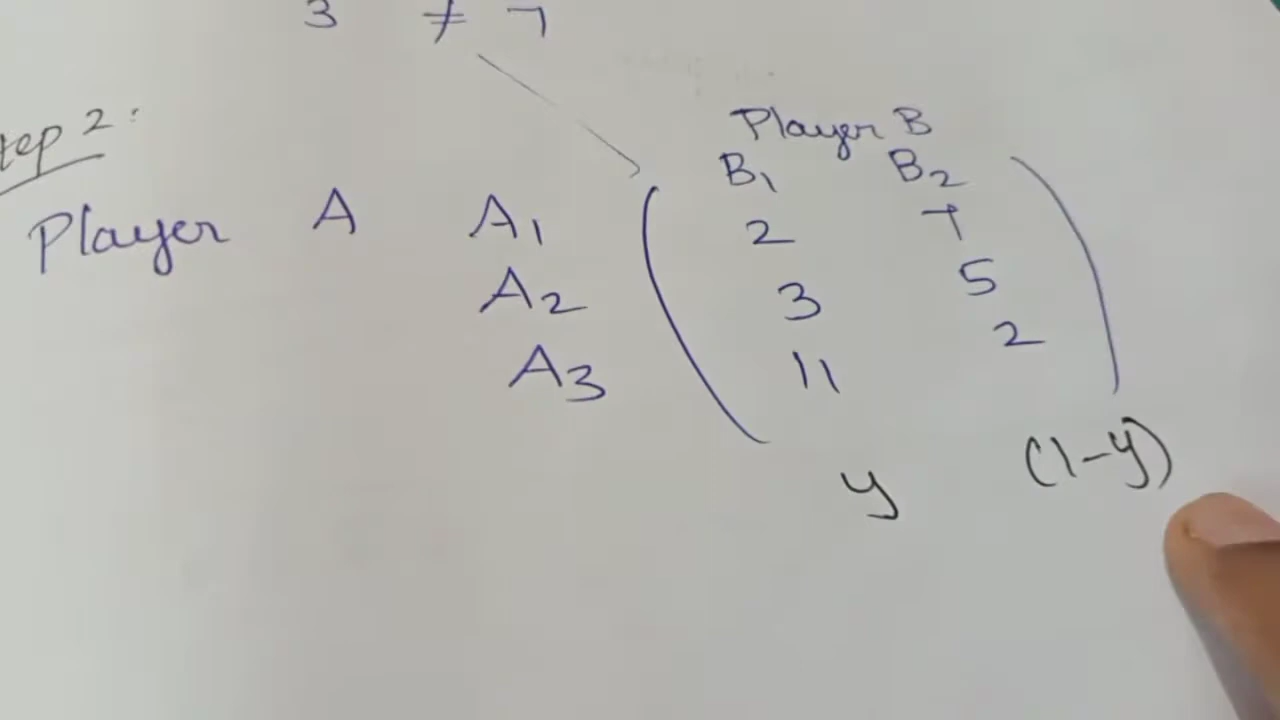 3 ≠ 7
tep 2:
Player B
B1 B2
Player A A1 2 7
A2 3 5
A3 11 2
y (1-y)